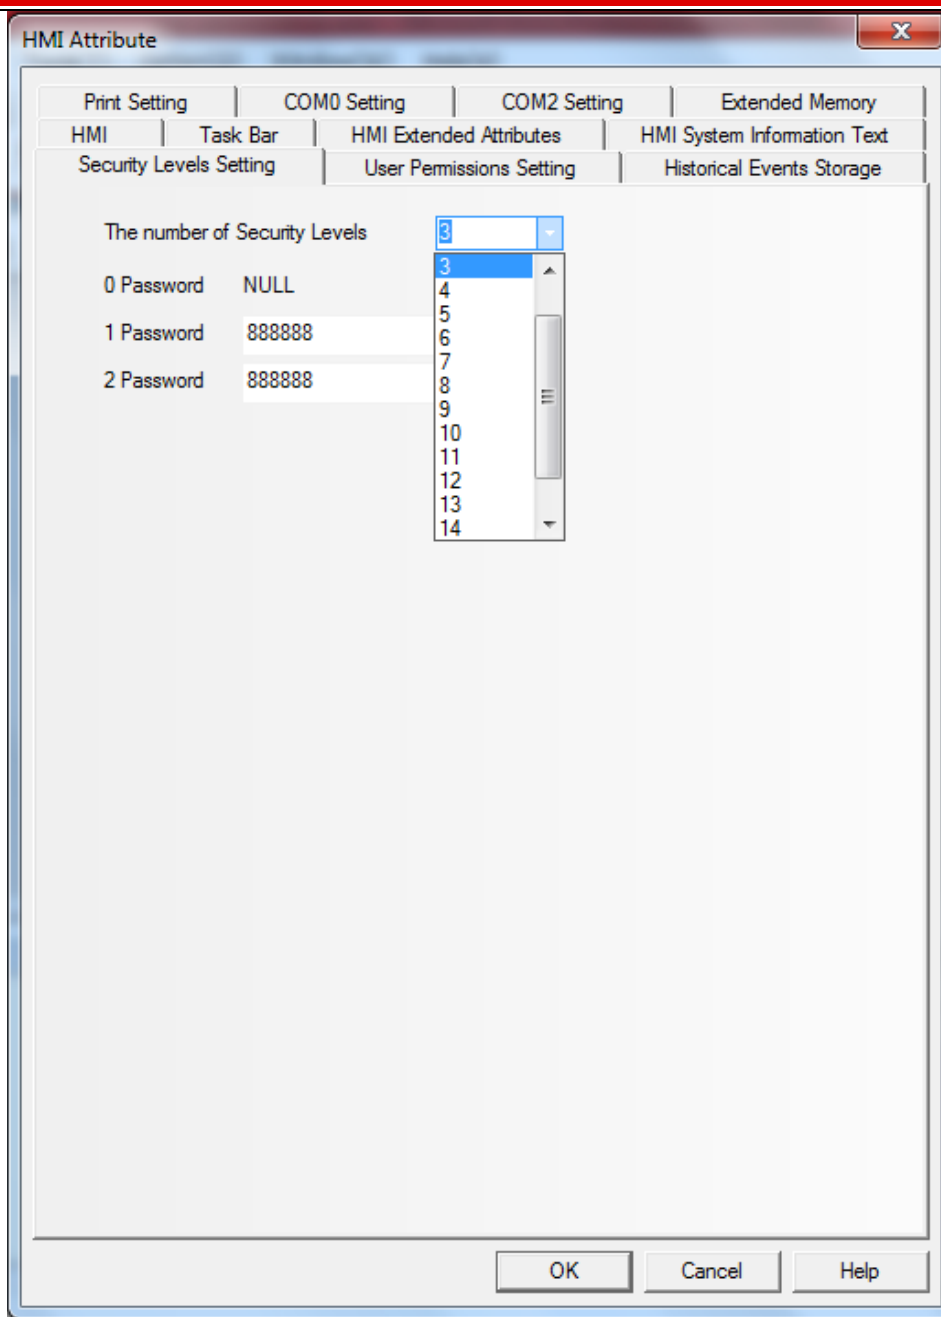 HMI Attribute
Print Setting COM0 Setting COM2 Setting Extended Memory
HMI Task Bar HMI Extended Attributes HMI System Information Text
Security Levels Setting User Permissions Setting Historical Events Storage
The number of Security Levels 3
0 Password NULL
1 Password 888888
2 Password 888888
3
4
5
6
7
8
9
10
11
12
13
14
OK Cancel Help